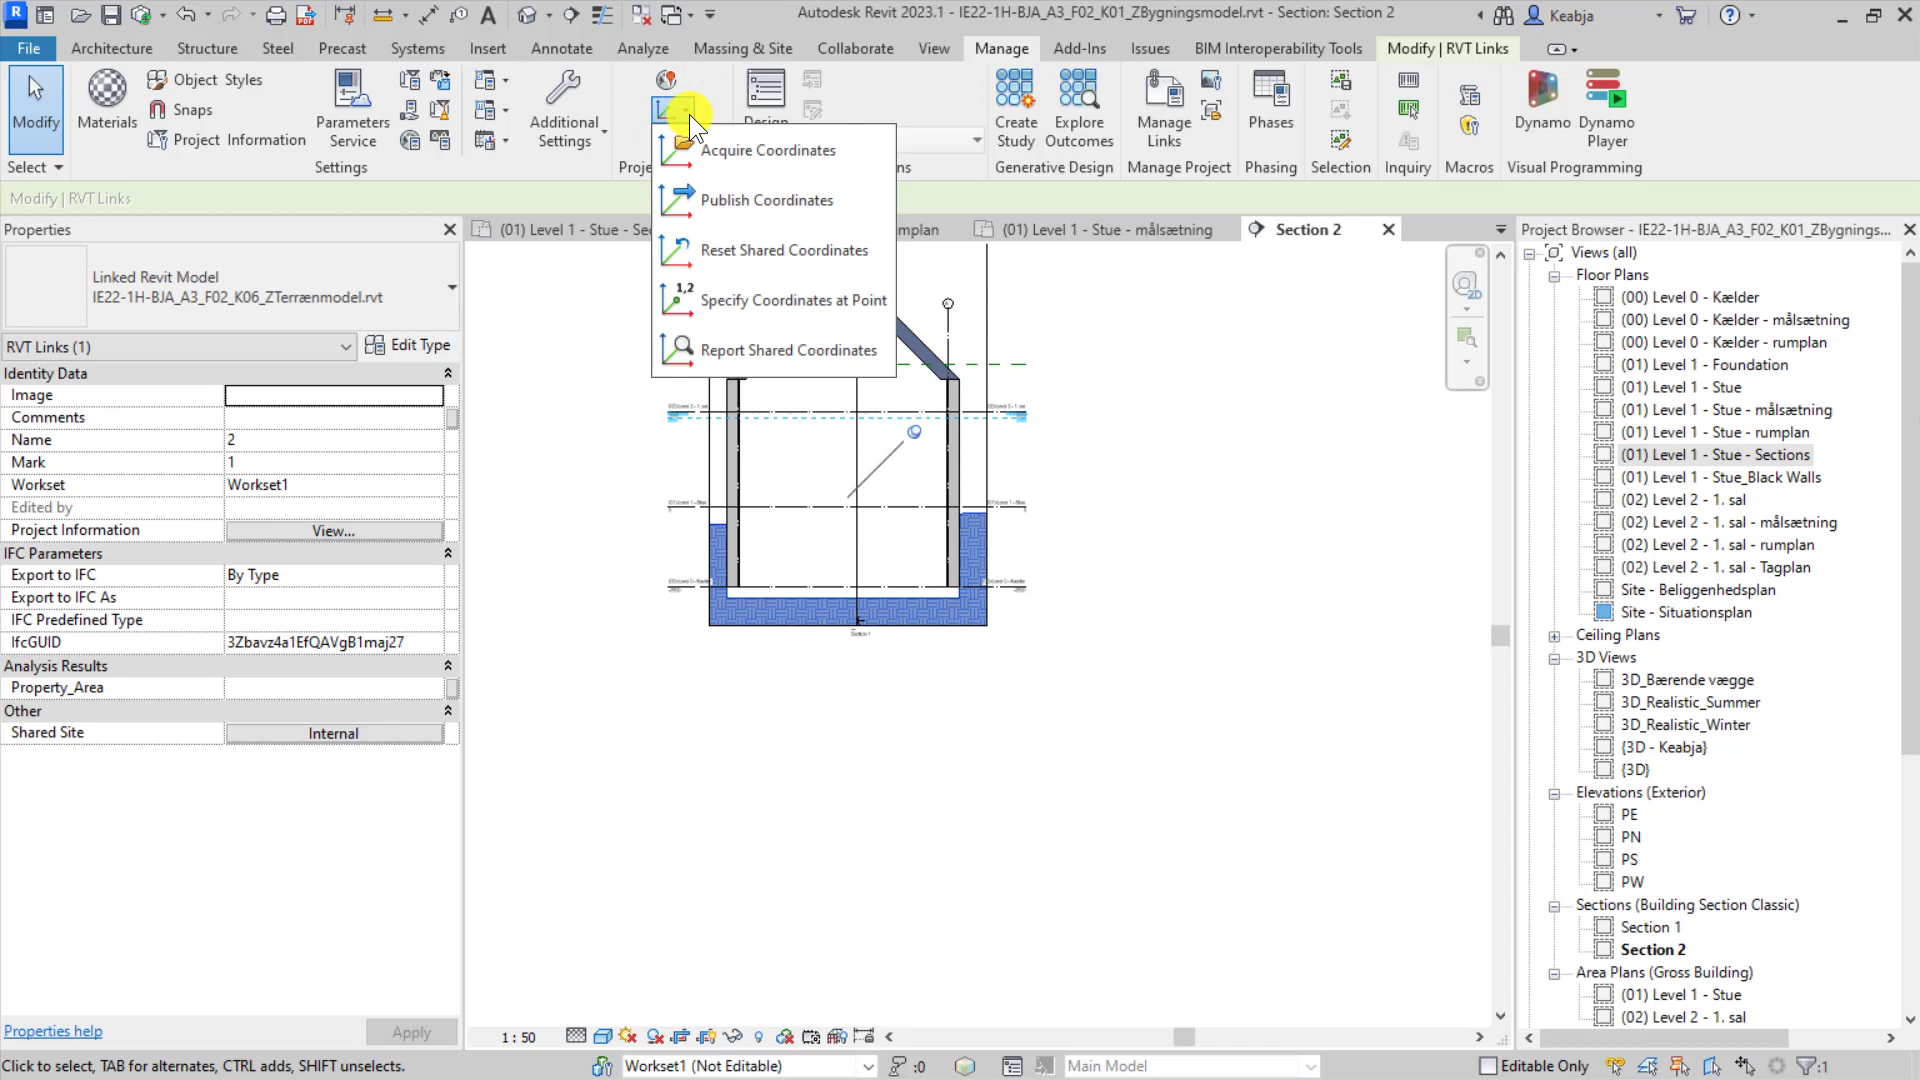 Autodesk Revit 2023.1 - IE22-1H-BJA_A3_F02_K01_ZBygningsmodel.rvt - Section: Section 2
Keabja
File
Architecture
Structure
Steel
Precast
Systems
Insert
Annotate
Analyze
Massing & Site
Collaborate
View
Manage
Add-Ins
Issues
BIM Interoperability Tools
Modify | RVT Links
Modify
Materials
Object Styles
Snaps
Project Information
Parameters
Service
Additional
Settings
Create
Study
Explore
Outcomes
Manage
Links
Phases
Dynamo
Dynamo
Player
Select
Settings
Generative Design
Manage Project
Phasing
Selection
Inquiry
Macros
Visual Programming
Acquire Coordinates
Publish Coordinates
Reset Shared Coordinates
Specify Coordinates at Point
Report Shared Coordinates
Modify | RVT Links
Properties
Linked Revit Model
IE22-1H-BJA_A3_F02_K06_ZTerrænmodel.rvt
RVT Links (1)
Edit Type
Identity Data
Image
Comments
Name 2
Mark 1
Workset Workset1
Edited by
Project Information View...
IFC Parameters
Export to IFC By Type
Export to IFC As
IFC Predefined Type
IfcGUID 3Zbavz4a1EfQAVgB1maj27
Analysis Results
Property_Area
Other
Shared Site Internal
Properties help
Apply
(01) Level 1 - Stue - Se
mplan
(01) Level 1 - Stue - målsætning
Section 2
1 : 50
Project Browser - IE22-1H-BJA_A3_F02_K01_ZBygnings...
Views (all)
Floor Plans
(00) Level 0 - Kælder
(00) Level 0 - Kælder - målsætning
(00) Level 0 - Kælder - rumplan
(01) Level 1 - Foundation
(01) Level 1 - Stue
(01) Level 1 - Stue - målsætning
(01) Level 1 - Stue - rumplan
(01) Level 1 - Stue - Sections
(01) Level 1 - Stue_Black Walls
(02) Level 2 - 1. sal
(02) Level 2 - 1. sal - målsætning
(02) Level 2 - 1. sal - rumplan
(02) Level 2 - 1. sal - Tagplan
Site - Beliggenhedsplan
Site - Situationsplan
Ceiling Plans
3D Views
3D_Bærende vægge
3D_Realistic_Summer
3D_Realistic_Winter
{3D - Keabja}
{3D}
Elevations (Exterior)
PE
PN
PS
PW
Sections (Building Section Classic)
Section 1
Section 2
Area Plans (Gross Building)
(01) Level 1 - Stue
(02) Level 2 - 1. sal
Click to select, TAB for alternates, CTRL adds, SHIFT unselects.
Workset1 (Not Editable)
:0
Main Model
Editable Only
:1